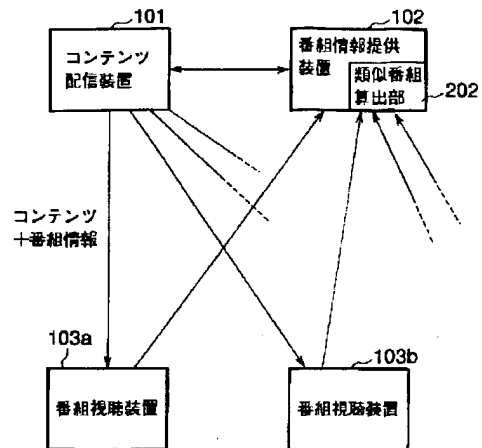 101
コンテンツ
配信装置
102
番組情報提供
装置
類似番組
算出部
202
コンテンツ
+番組情報
103a
番組視聴装置
103b
番組視聴装置